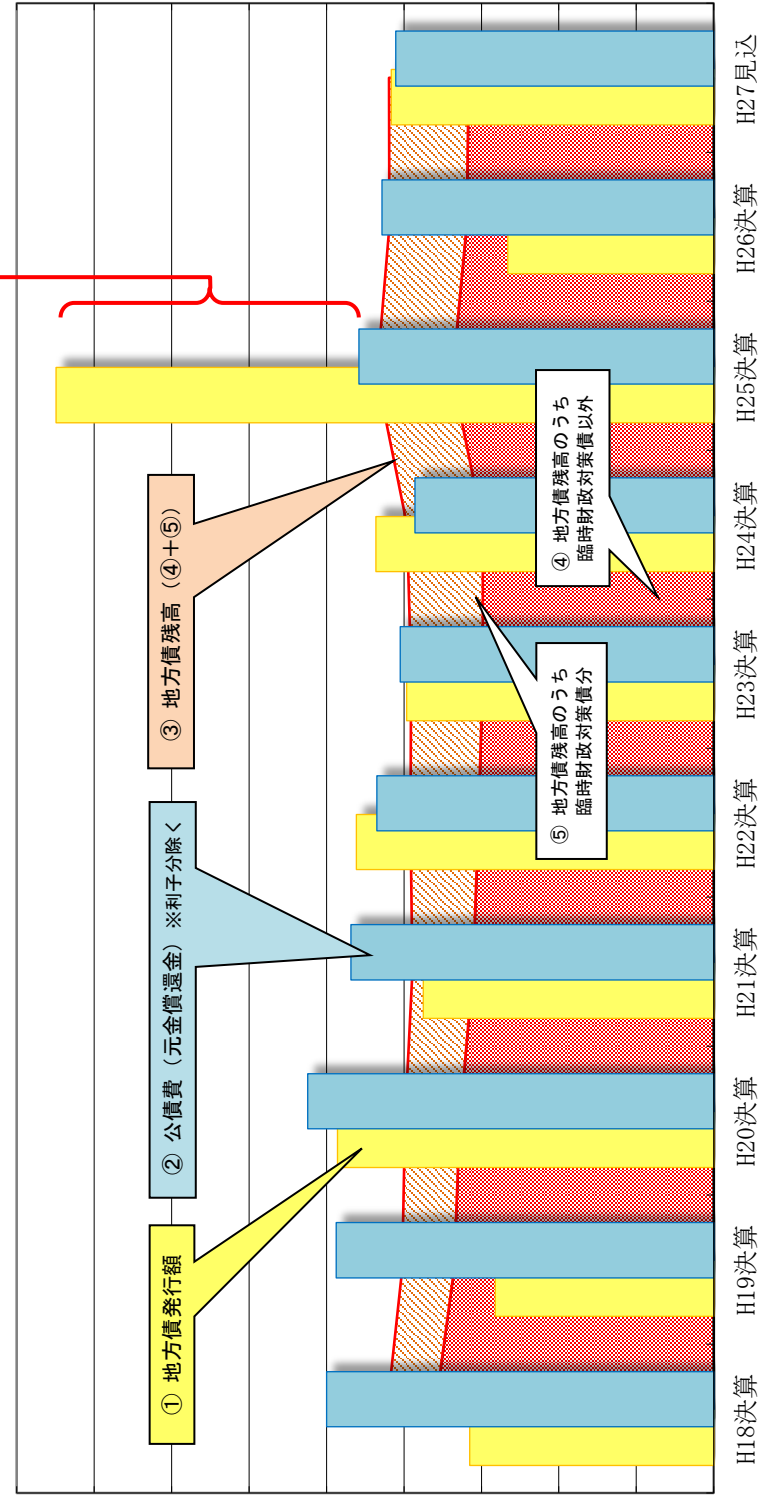 ① 地方債発行額
② 公債費（元金償還金）※利子分除く
③ 地方債残高（④＋⑤）
⑤ 地方債残高のうち
臨時財政対策債分
④ 地方債残高のうち
臨時財政対策債以外
H18決算
H19決算
H20決算
H21決算
H22決算
H23決算
H24決算
H25決算
H26決算
H27見込